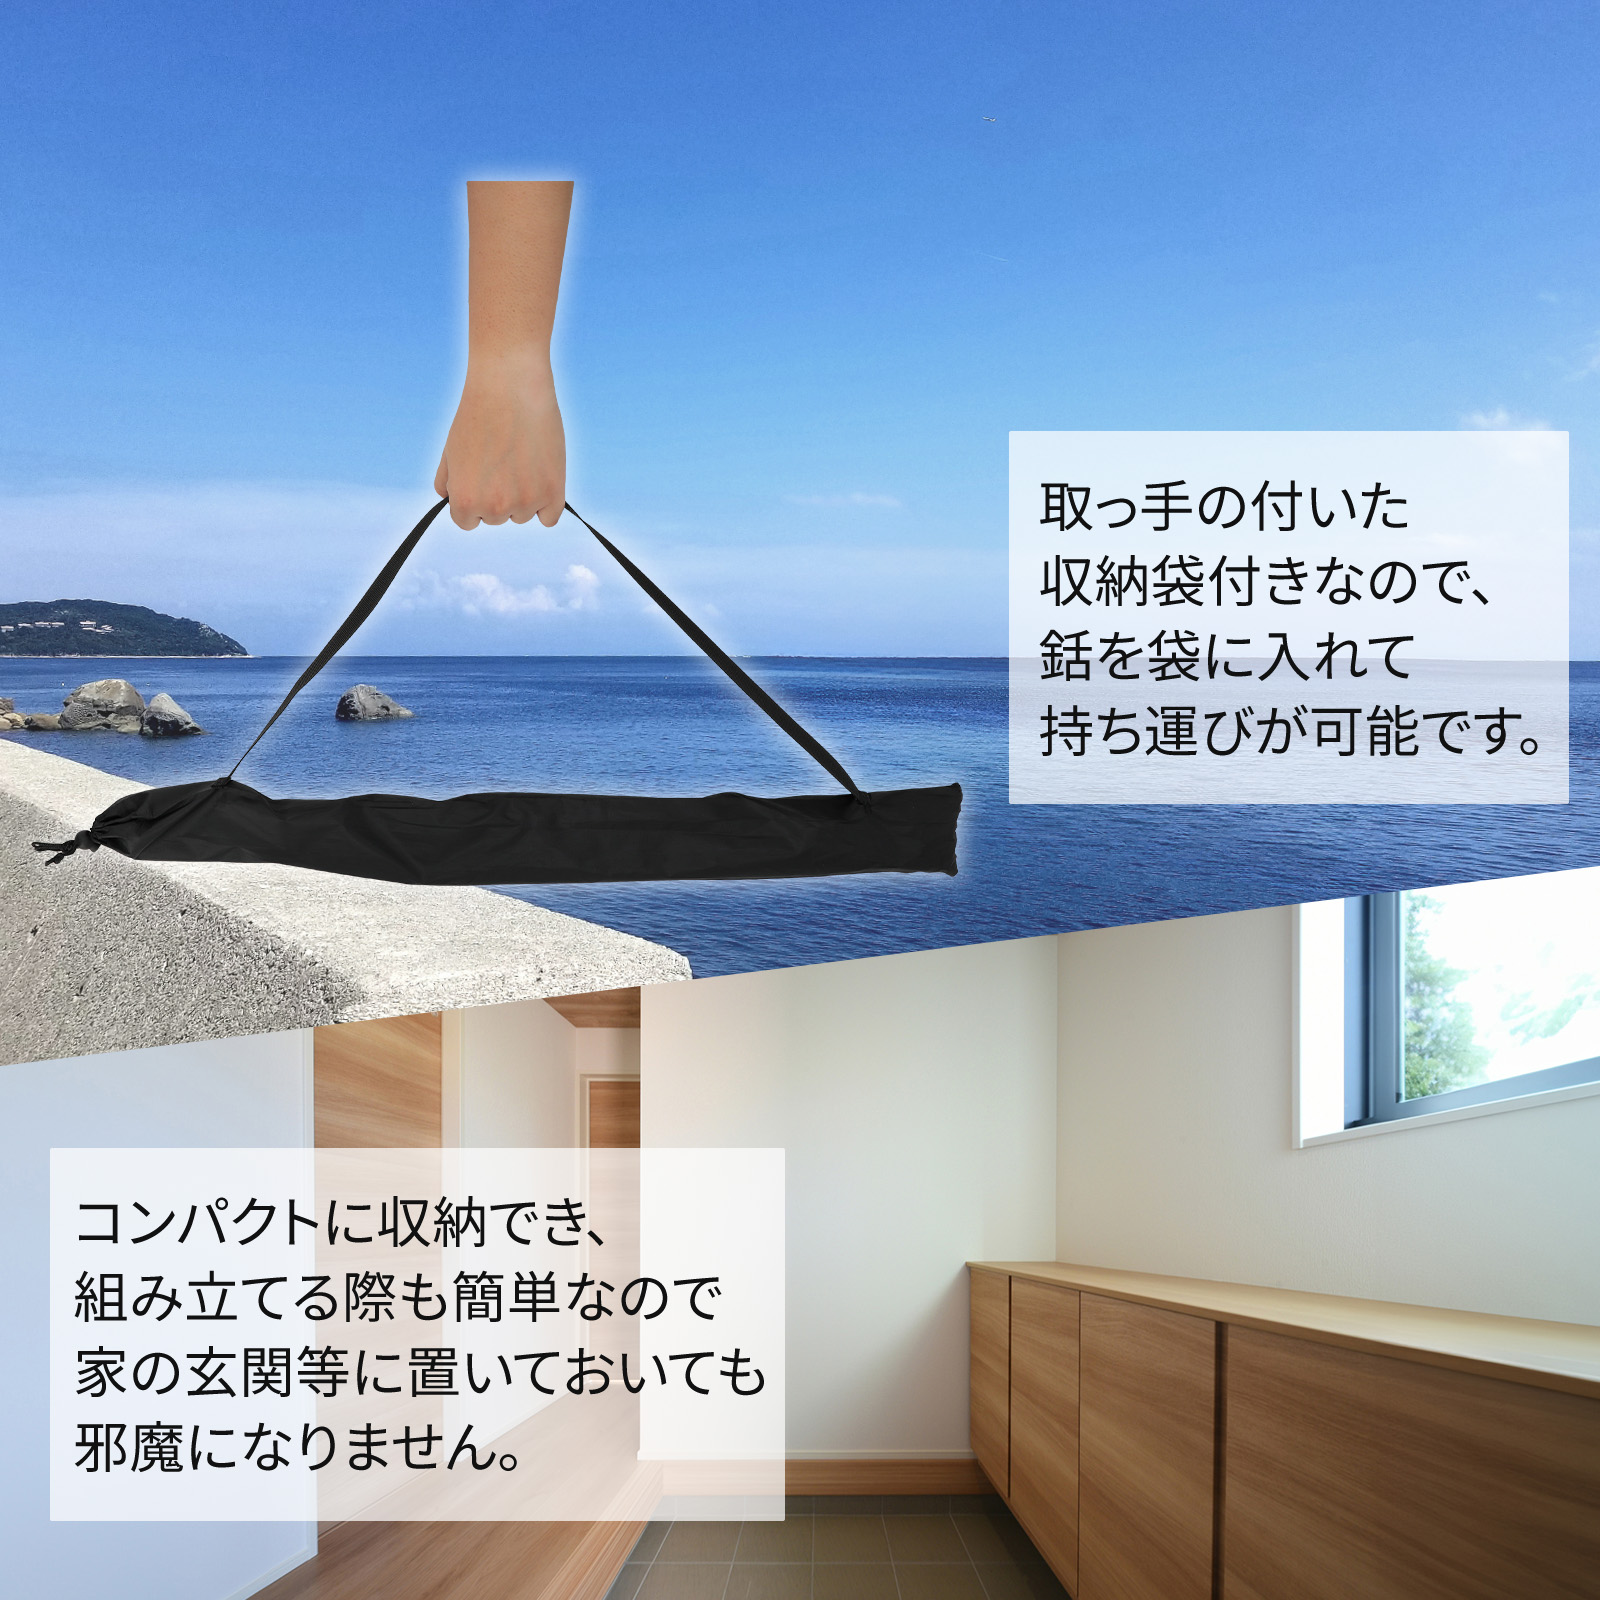 取っ手の付いた
収納袋付きなので、
銛を袋に入れて
持ち運びが可能です。
コンパクトに収納でき、
組み立てる際も簡単なので
家の玄関等に置いておいても
邪魔になりません。